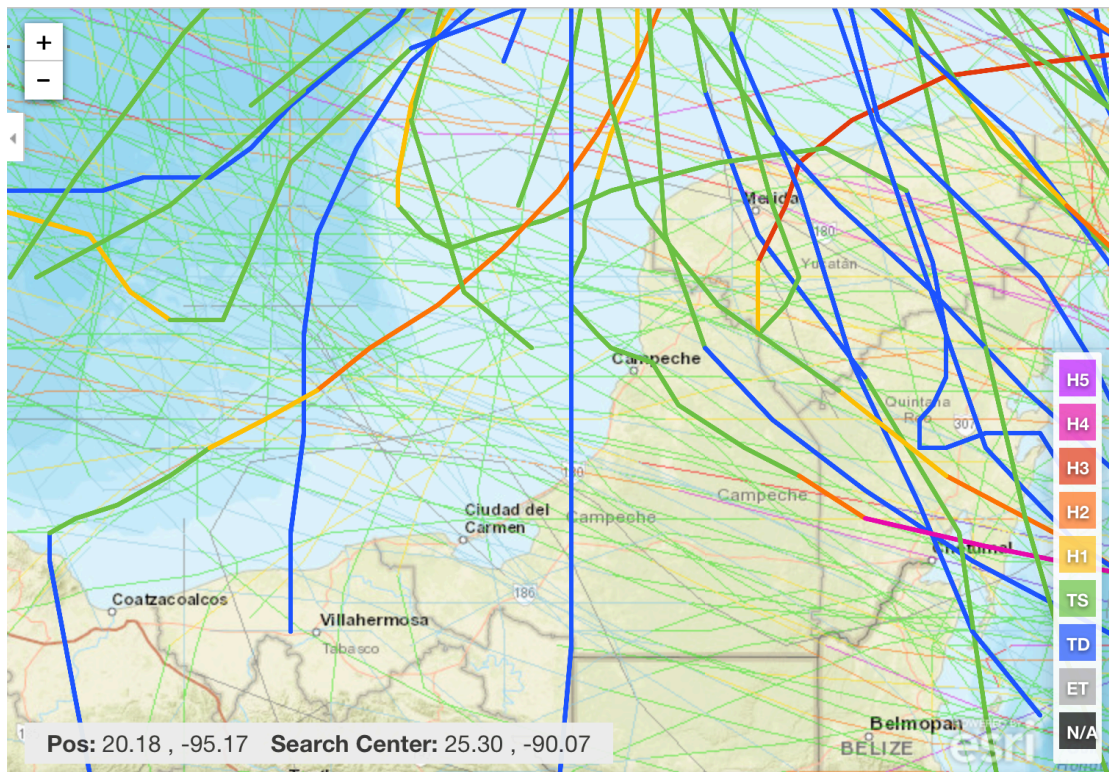 +
−
Merida
180
Yucatán
Campeche
H5
H4
Quintana
Roo
307
H3
180
Campeche
H2
Ciudad del
Carmen
Campeche
Chetumal
H1
186
TS
Coatzacoalcos
Villahermosa
Tabasco
TD
ET
Belmopan
POWERED BY
esri
N/A
Pos: 20.18 , -95.17 Search Center: 25.30 , -90.07
BELIZE